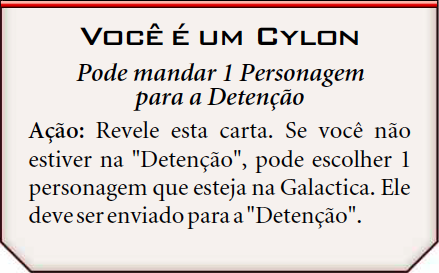 VOCÊ É UM CYLON
Pode mandar 1 Personagem
para a Detenção
Ação: Revele esta carta. Se você não
estiver na "Detenção", pode escolher 1
personagem que esteja na Galactica. Ele
deve ser enviado para a "Detenção".